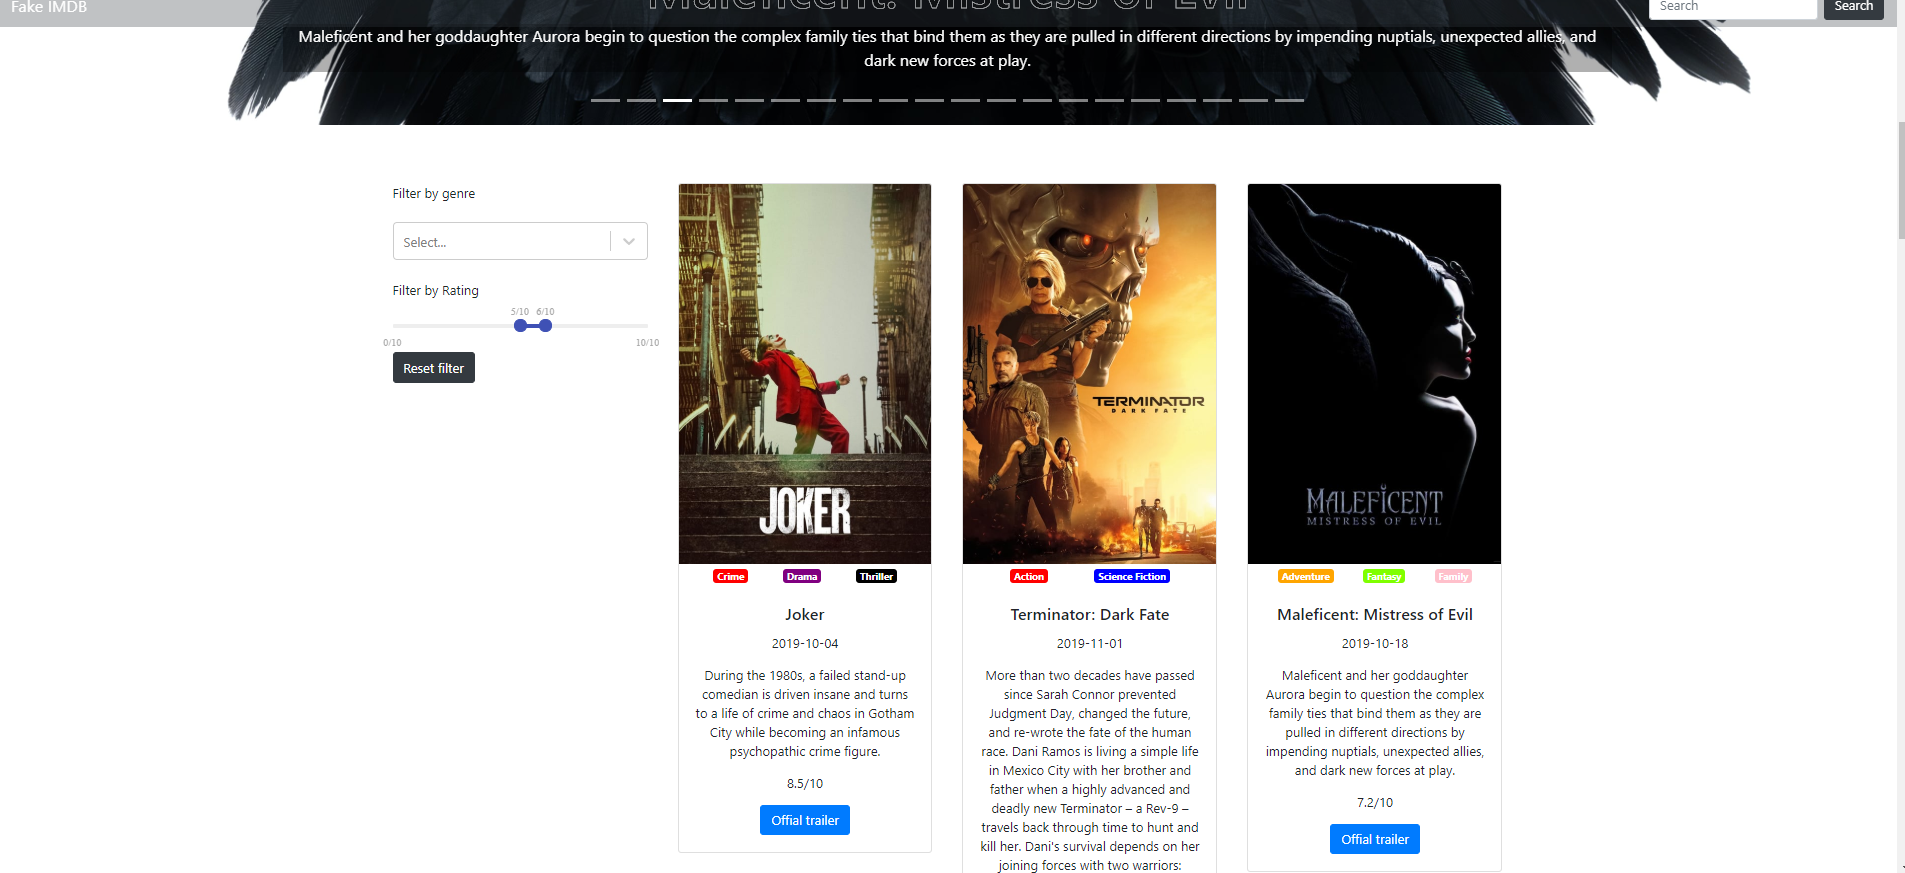 Fake IMDB
Maleficent: Mistress of Evil
Search
Search
Maleficent and her goddaughter Aurora begin to question the complex family ties that bind them as they are pulled in different directions by impending nuptials, unexpected allies, and
dark new forces at play.
Filter by genre
Select...
Filter by Rating
5/10 6/10
0/10 10/10
Reset filter
JOKER
Crime Drama Thriller
Joker
2019-10-04
During the 1980s, a failed stand-up
comedian is driven insane and turns
to a life of crime and chaos in Gotham
City while becoming an infamous
psychopathic crime figure.
8.5/10
Offial trailer
TERMINATOR
DARK FATE
Action Science Fiction
Terminator: Dark Fate
2019-11-01
More than two decades have passed
since Sarah Connor prevented
Judgment Day, changed the future,
and re-wrote the fate of the human
race. Dani Ramos is living a simple life
in Mexico City with her brother and
father when a highly advanced and
deadly new Terminator – a Rev-9 –
travels back through time to hunt and
kill her. Dani's survival depends on her
joining forces with two warriors:
MALEFICENT
MISTRESS OF EVIL
Adventure Fantasy Family
Maleficent: Mistress of Evil
2019-10-18
Maleficent and her goddaughter
Aurora begin to question the complex
family ties that bind them as they are
pulled in different directions by
impending nuptials, unexpected allies,
and dark new forces at play.
7.2/10
Offial trailer